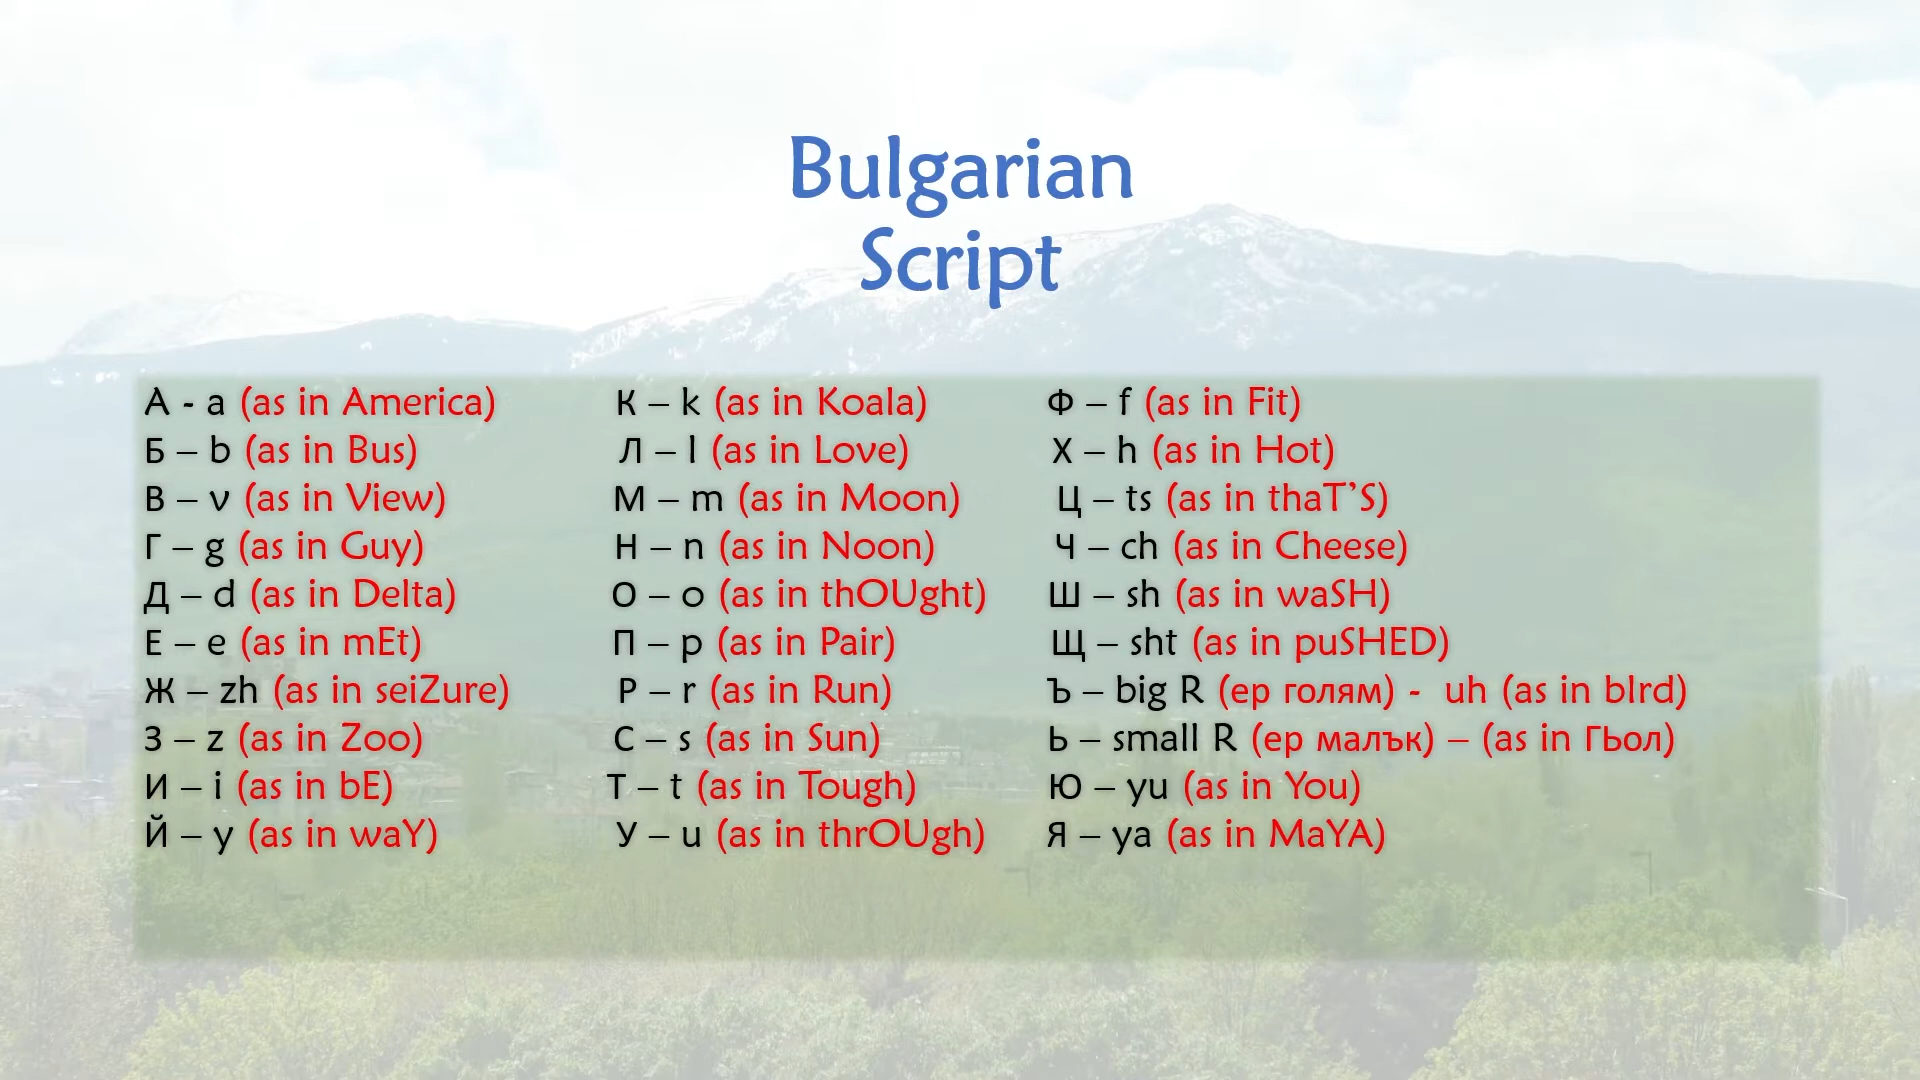 Bulgarian
Script
А - a (as in America)
Б – b (as in Bus)
В – v (as in View)
Г – g (as in Guy)
Д – d (as in Delta)
Е – e (as in mEt)
Ж – zh (as in seiZure)
З – z (as in Zoo)
И – i (as in bE)
Й – y (as in waY)
К – k (as in Koala)
Л – l (as in Love)
М – m (as in Moon)
Н – n (as in Noon)
О – o (as in thOUght)
П – p (as in Pair)
Р – r (as in Run)
С – s (as in Sun)
Т – t (as in Tough)
У – u (as in thrOUgh)
Ф – f (as in Fit)
Х – h (as in Hot)
Ц – ts (as in thaT’S)
Ч – ch (as in Cheese)
Ш – sh (as in waSH)
Щ – sht (as in puSHED)
Ъ – big R (ер голям) - uh (as in bIrd)
Ь – small R (ер малък) – (as in ГЬол)
Ю – yu (as in You)
Я – ya (as in MaYA)